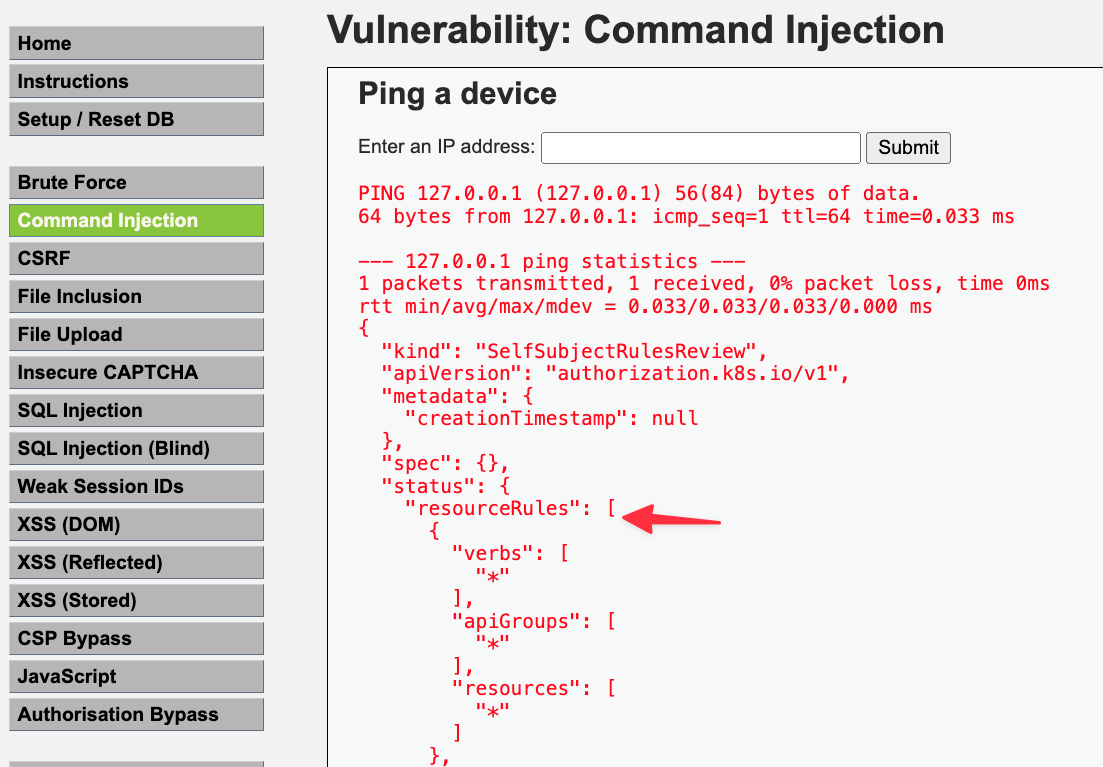 Home
Instructions
Setup / Reset DB
Brute Force
Command Injection
CSRF
File Inclusion
File Upload
Insecure CAPTCHA
SQL Injection
SQL Injection (Blind)
Weak Session IDs
XSS (DOM)
XSS (Reflected)
XSS (Stored)
CSP Bypass
JavaScript
Authorisation Bypass
Vulnerability: Command Injection
Ping a device
Enter an IP address: Submit
PING 127.0.0.1 (127.0.0.1) 56(84) bytes of data.
64 bytes from 127.0.0.1: icmp_seq=1 ttl=64 time=0.033 ms
--- 127.0.0.1 ping statistics ---
1 packets transmitted, 1 received, 0% packet loss, time 0ms
rtt min/avg/max/mdev = 0.033/0.033/0.033/0.000 ms
{
  "kind": "SelfSubjectRulesReview",
  "apiVersion": "authorization.k8s.io/v1",
  "metadata": {
    "creationTimestamp": null
  },
  "spec": {},
  "status": {
    "resourceRules": [
      {
        "verbs": [
          "*"
        ],
        "apiGroups": [
          "*"
        ],
        "resources": [
          "*"
        ]
      },